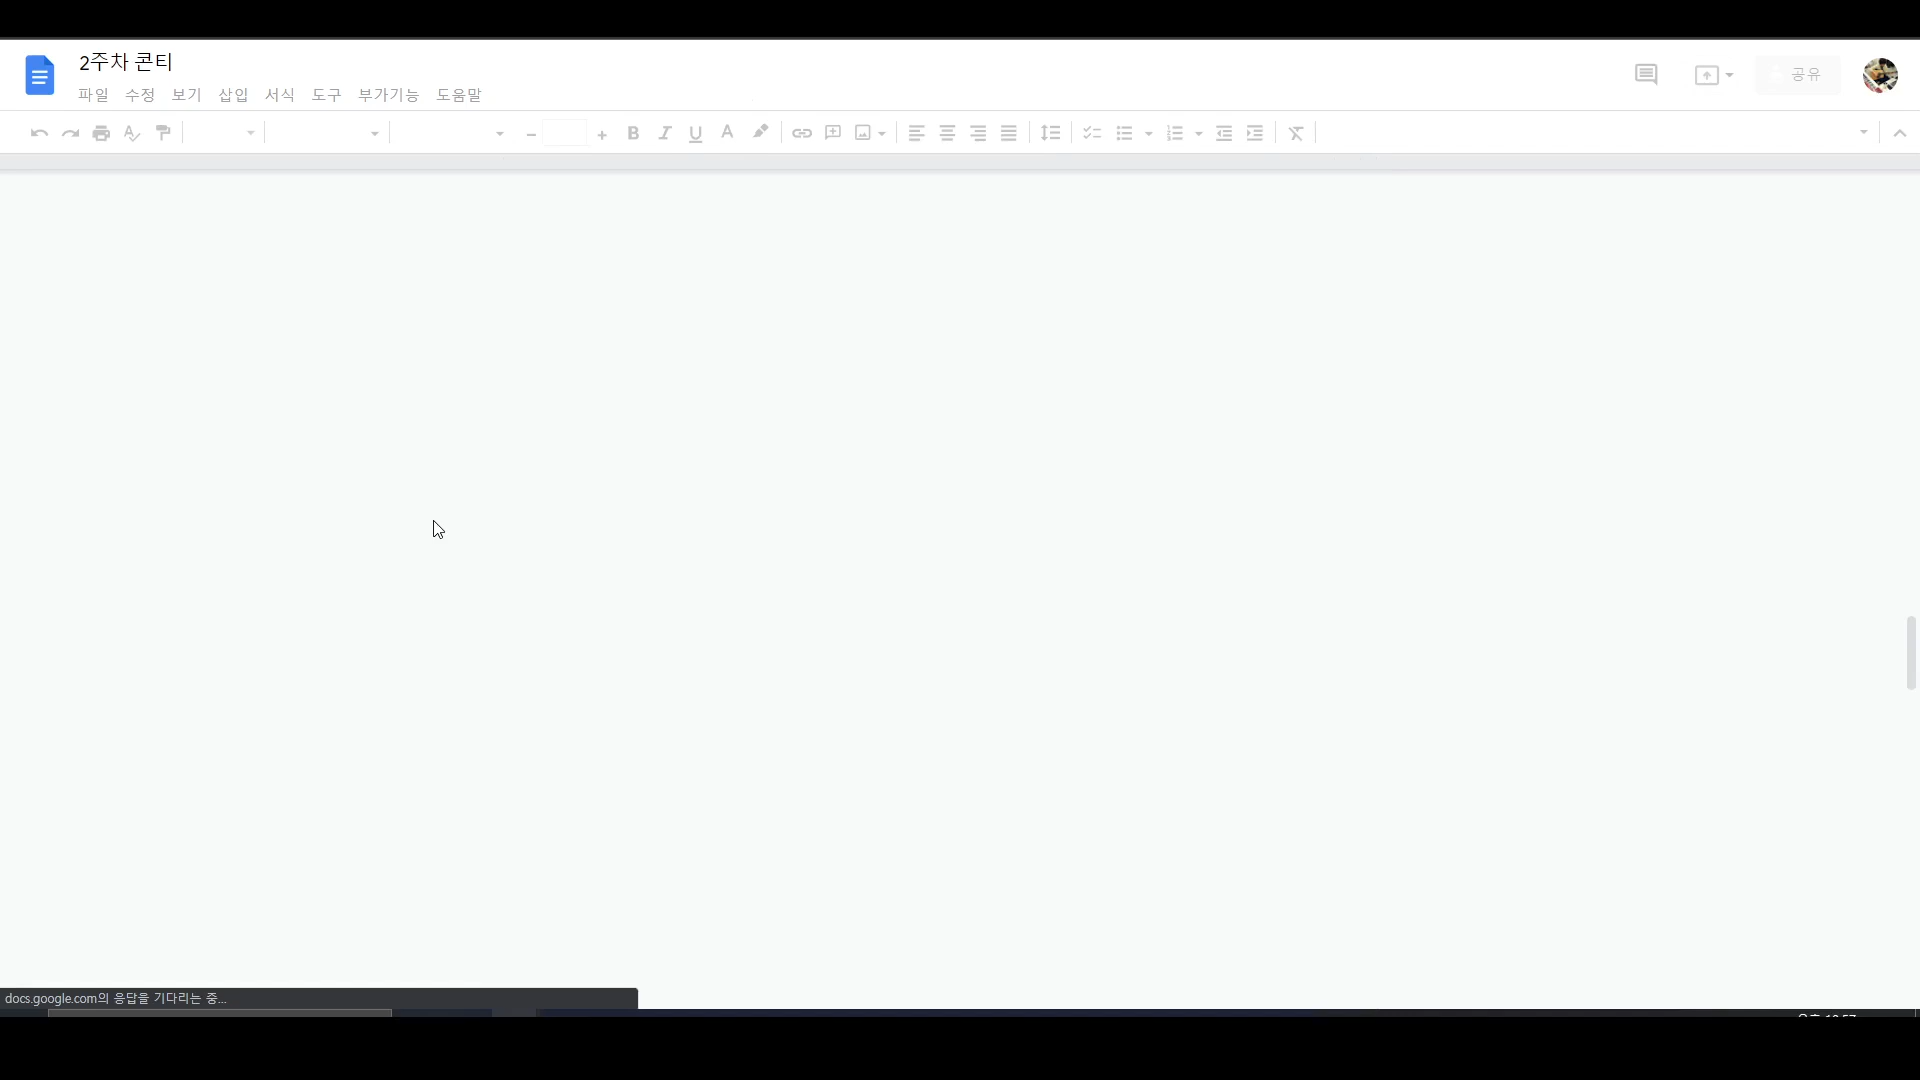 2주차 콘티
파일 수정 보기 삽입 서식 도구 부가기능 도움말
공유
docs.google.com의 응답을 기다리는 중...